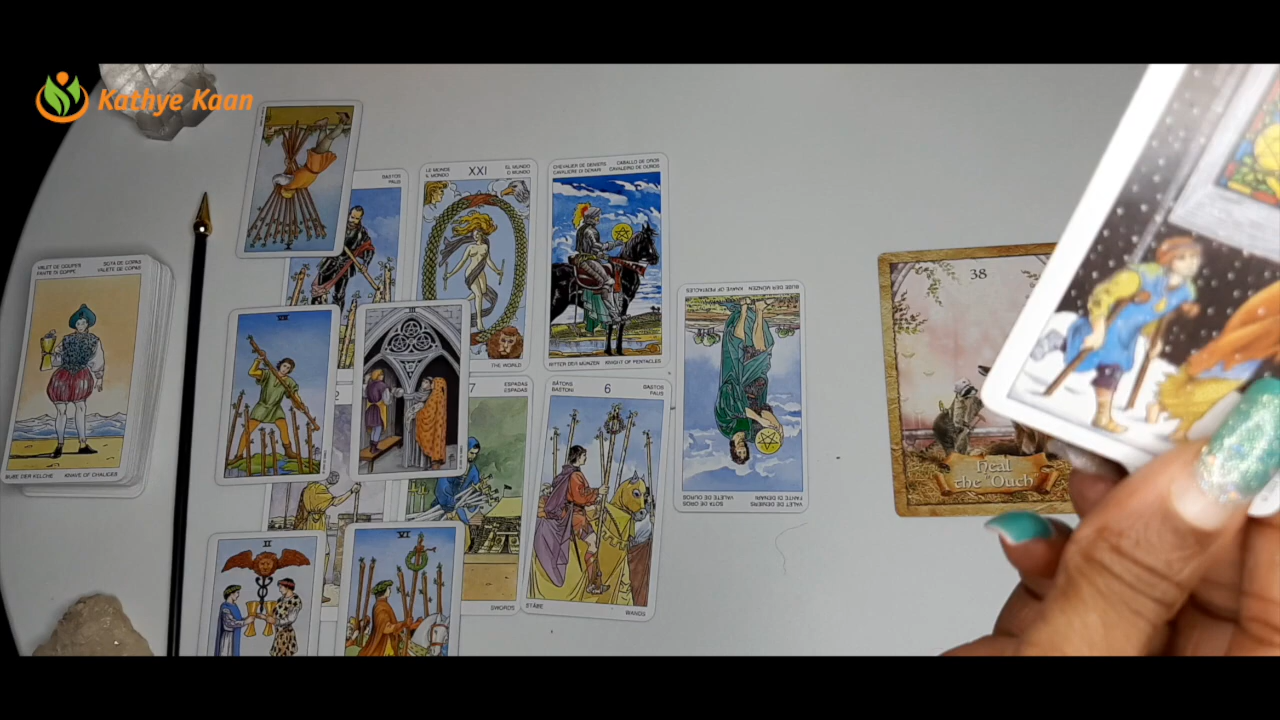 Kathye Kaan
VALET DE COUPES
FANTE DI COPPE
SOTA DE COPAS
VALETE DE COPAS
BUBE DER KELCHE
KNAVE OF CHALICES
BASTOS
PAUS
LE MONDE
IL MONDO
XXI
EL MUNDO
O MUNDO
THE WORLD
CHEVALIER DE DENIERS
CAVALIERE DI DENARI
CABALLO DE OROS
CAVALEIRO DE OUROS
RITTER DER MÜNZEN
KNIGHT OF PENTACLES
VII
III
7
ESPADAS
ESPADAS
SWORDS
BÂTONS
BASTONI
6
BASTOS
PAUS
STÄBE
WANDS
BUBE DER MÜNZEN
KNAVE OF PENTACLES
VALET DE DENIERS
FANTE DI DENARI
SOTA DE OROS
VALETE DE OUROS
II
VI
38
Heal
the "Ouch"